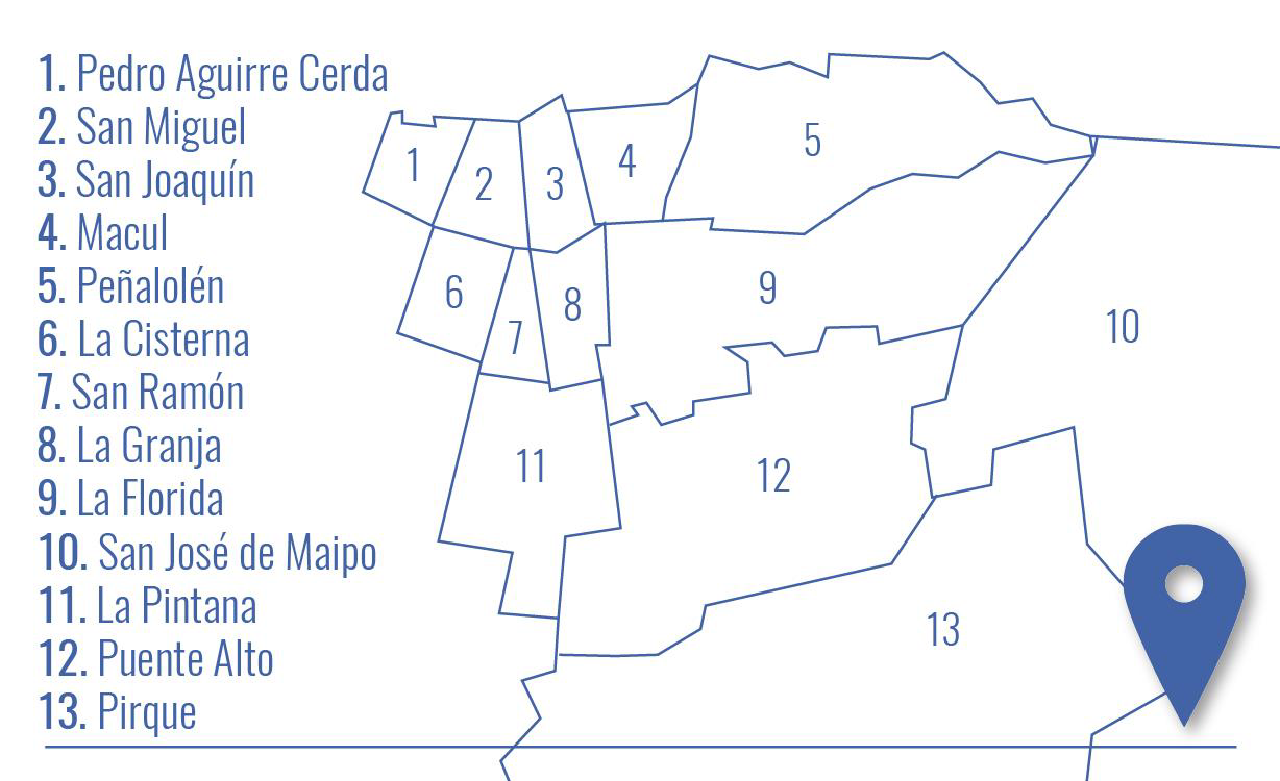 1. Pedro Aguirre Cerda
2. San Miguel
3. San Joaquín
4. Macul
5. Peñalolén
6. La Cisterna
7. San Ramón
8. La Granja
9. La Florida
10. San José de Maipo
11. La Pintana
12. Puente Alto
13. Pirque
1
2
3
4
5
6
7
8
9
10
11
12
13